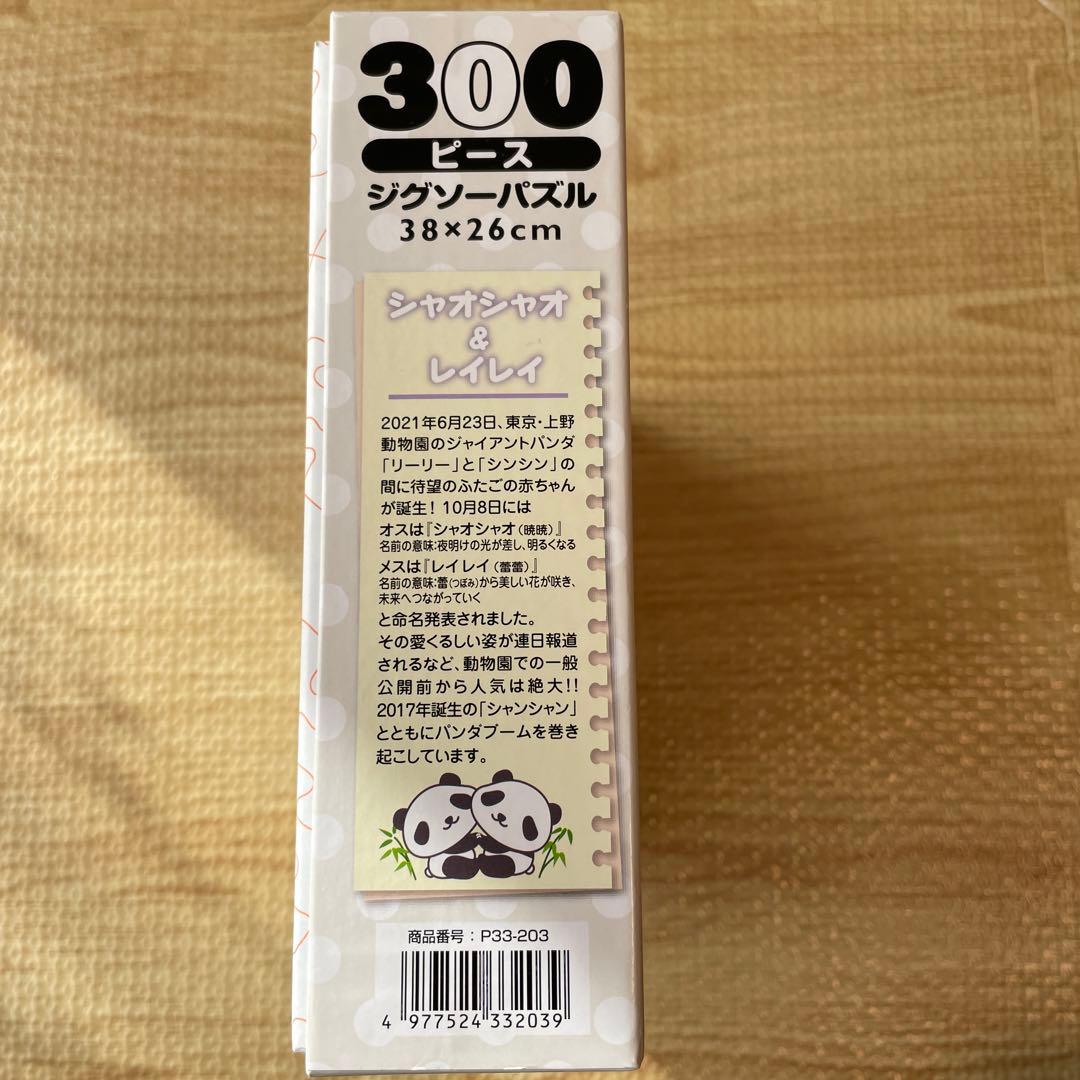 300
ピース
ジグソーパズル
38×26cm
シャオシャオ
&
レイレイ
2021年6月23日、東京・上野
動物園のジャイアントパンダ
「リーリー」と「シンシン」の
間に待望のふたごの赤ちゃん
が誕生！10月8日には
オスは『シャオシャオ（暁暁）』
名前の意味:夜明けの光が差し、明るくなる
メスは『レイレイ（蕾蕾）』
名前の意味:蕾(つぼみ)から美しい花が咲き、
未来へつながっていく
と命名発表されました。
その愛くるしい姿が連日報道
されるなど、動物園での一般
公開前から人気は絶大!!
2017年誕生の「シャンシャン」
とともにパンダブームを巻き
起こしています。
商品番号：P33-203
4 977524 332039